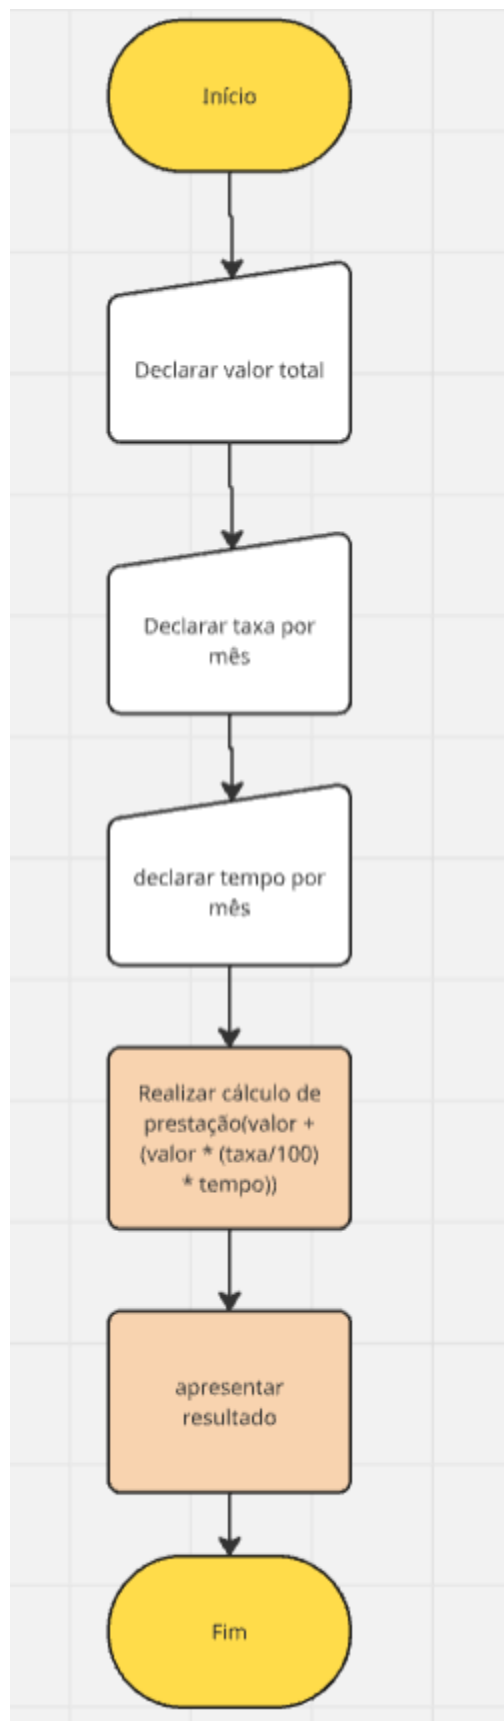 Início
Declarar valor total
Declarar taxa por
mês
declarar tempo por
mês
Realizar cálculo de
prestação(valor +
(valor * (taxa/100)
* tempo))
apresentar
resultado
Fim